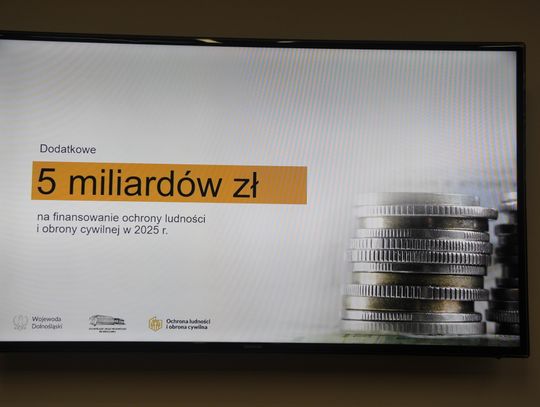 Dodatkowe
5 miliardów zł
na finansowanie ochrony ludności
i obrony cywilnej w 2025 r.
Wojewoda
Dolnośląski
Ochrona ludności
i obrona cywilna